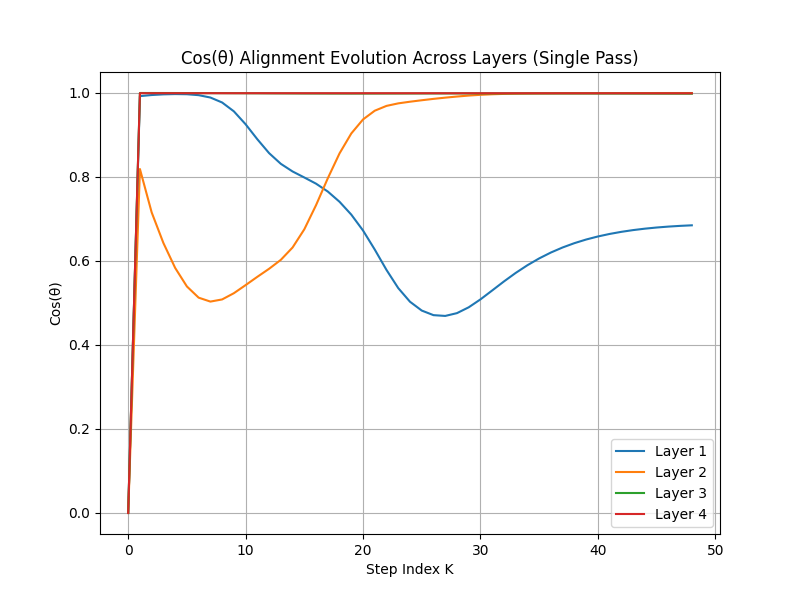 Cos(θ) Alignment Evolution Across Layers (Single Pass)
1.0
0.8
0.6
0.4
0.2
0.0
Cos(θ)
0 10 20 30 40 50
Step Index K
Layer 1
Layer 2
Layer 3
Layer 4